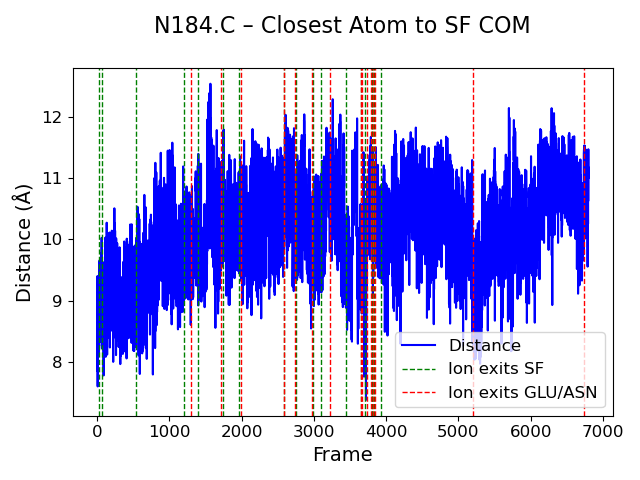 N184.C – Closest Atom to SF COM
Distance (Å)
12
11
10
9
8
Distance
Ion exits SF
Ion exits GLU/ASN
0 1000 2000 3000 4000 5000 6000 7000
Frame